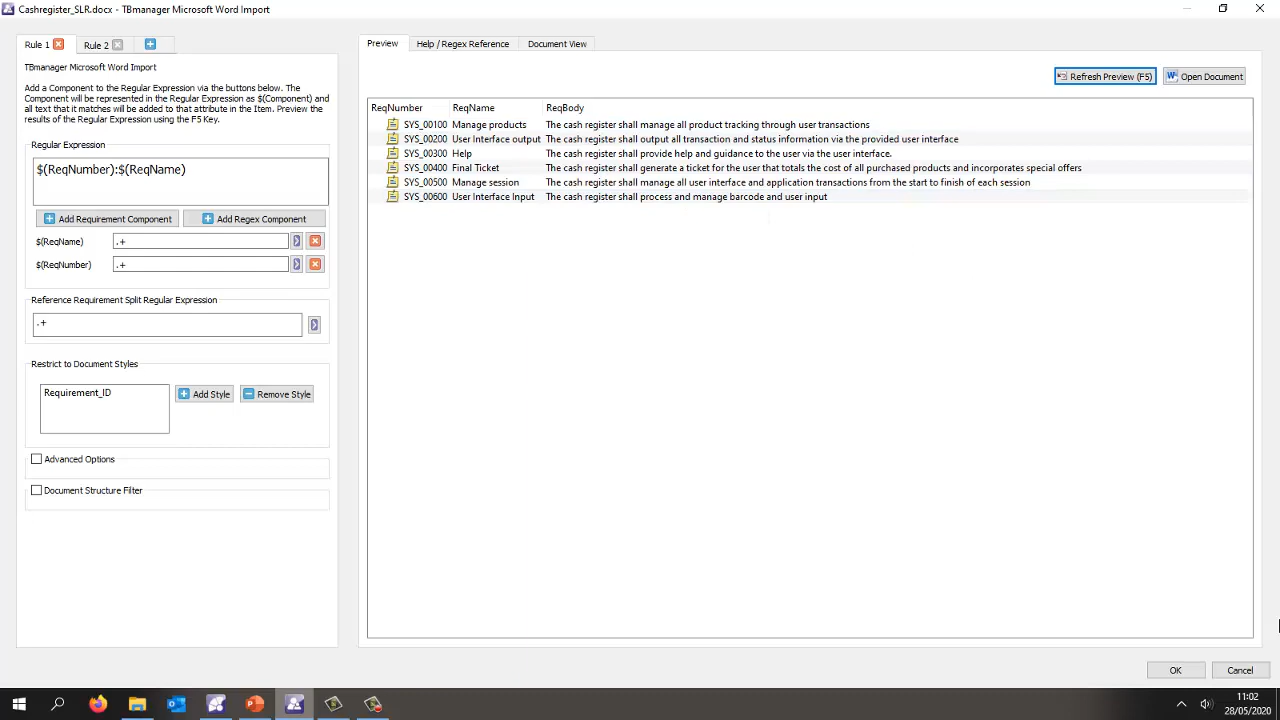 Cashregister_SLR.docx - TBmanager Microsoft Word Import
Rule 1
Rule 2
TBmanager Microsoft Word Import
Add a Component to the Regular Expression via the buttons below. The
Component will be represented in the Regular Expression as $(Component) and
all text that it matches will be added to that attribute in the Item. Preview the
results of the Regular Expression using the F5 Key.
Regular Expression
$(ReqNumber):$(ReqName)
Add Requirement Component
Add Regex Component
$(ReqName) .+
$(ReqNumber) .+
Reference Requirement Split Regular Expression
.+
Restrict to Document Styles
Requirement_ID
Add Style
Remove Style
Advanced Options
Document Structure Filter
Preview
Help / Regex Reference
Document View
Refresh Preview (F5)
Open Document
ReqNumber ReqName ReqBody
SYS_00100 Manage products The cash register shall manage all product tracking through user transactions
SYS_00200 User Interface output The cash register shall output all transaction and status information via the provided user interface
SYS_00300 Help The cash register shall provide help and guidance to the user via the user interface.
SYS_00400 Final Ticket The cash register shall generate a ticket for the user that totals the cost of all purchased products and incorporates special offers
SYS_00500 Manage session The cash register shall manage all user interface and application transactions from the start to finish of each session
SYS_00600 User Interface Input The cash register shall process and manage barcode and user input
OK
Cancel
11:02
28/05/2020